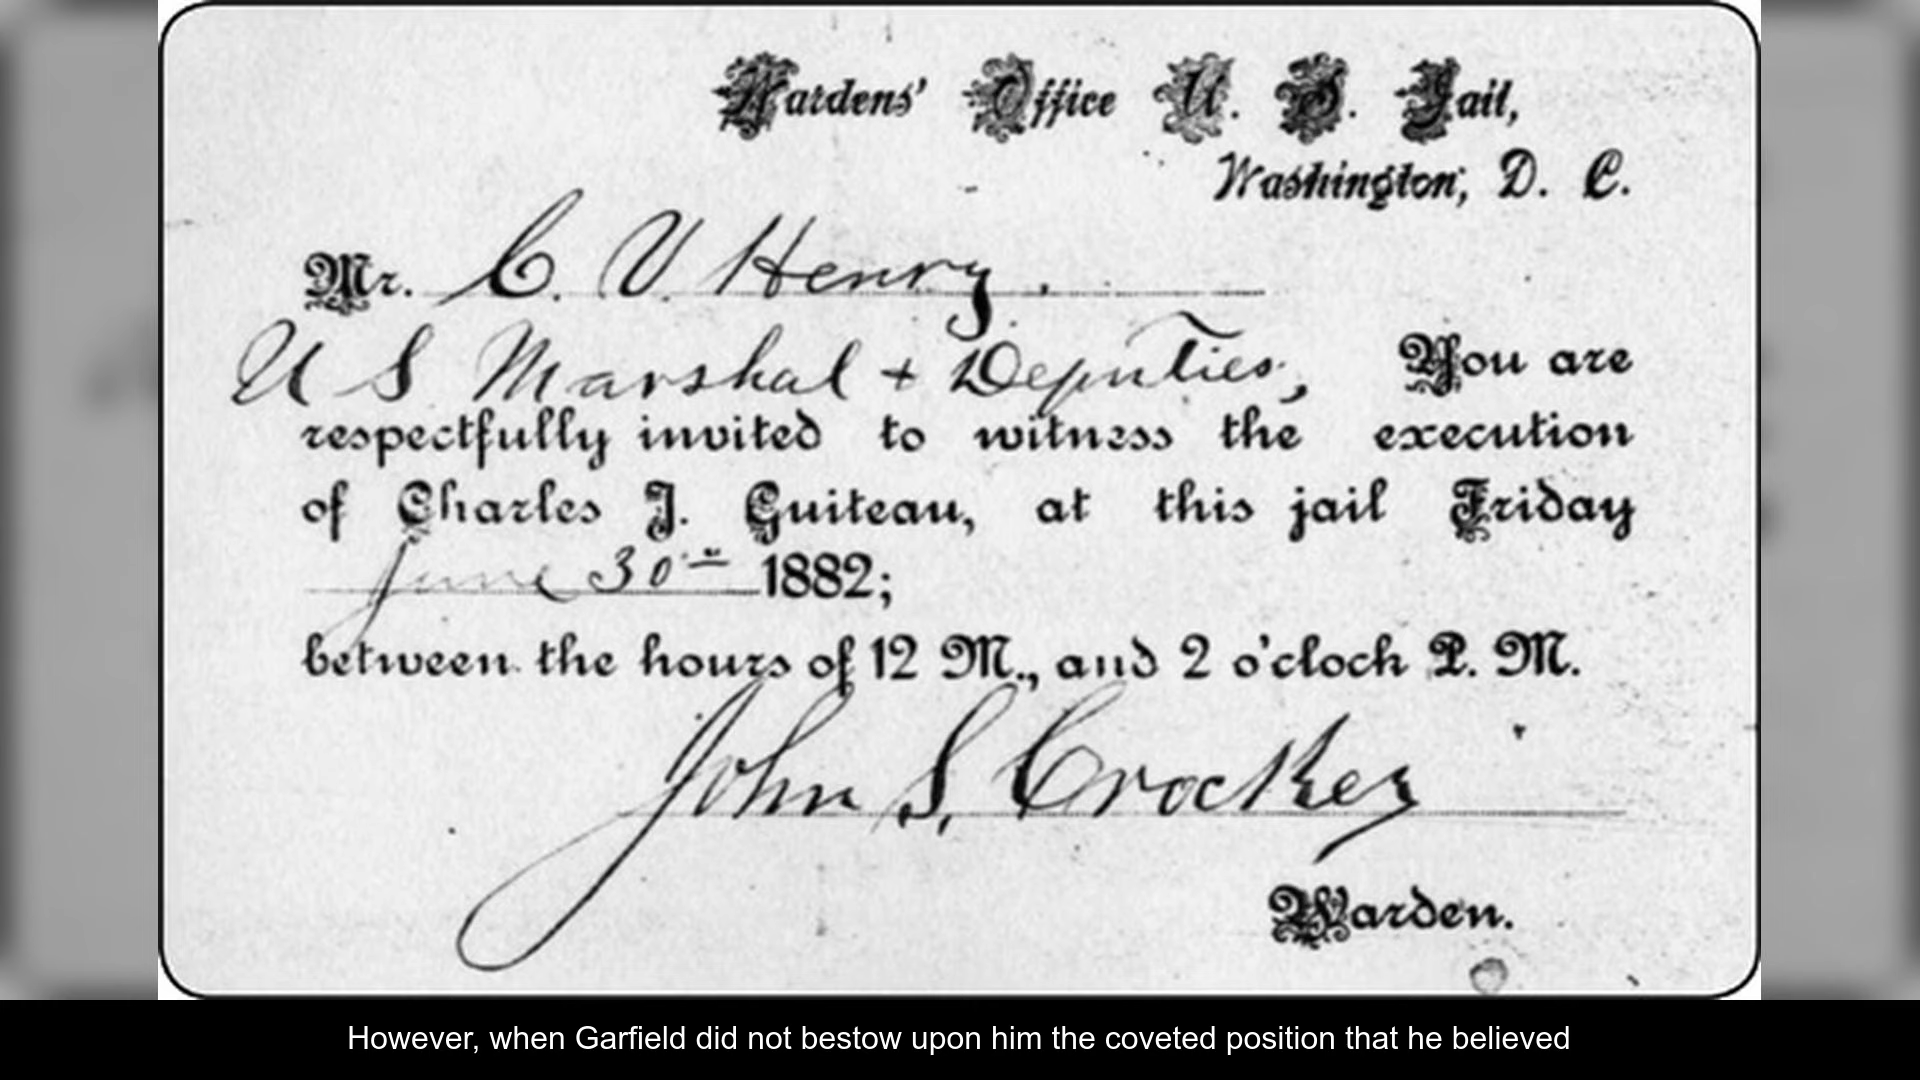 Wardens' Office U. S. Jail,
Washington, D. C.
Mr. C. V. Henry.
U S Marshal + Deputies, You are
respectfully invited to witness the execution
of Charles J. Guiteau, at this jail Friday
June 30th 1882;
between the hours of 12 M., and 2 o'clock P. M.
John S. Crocker
Warden.
However, when Garfield did not bestow upon him the coveted position that he believed